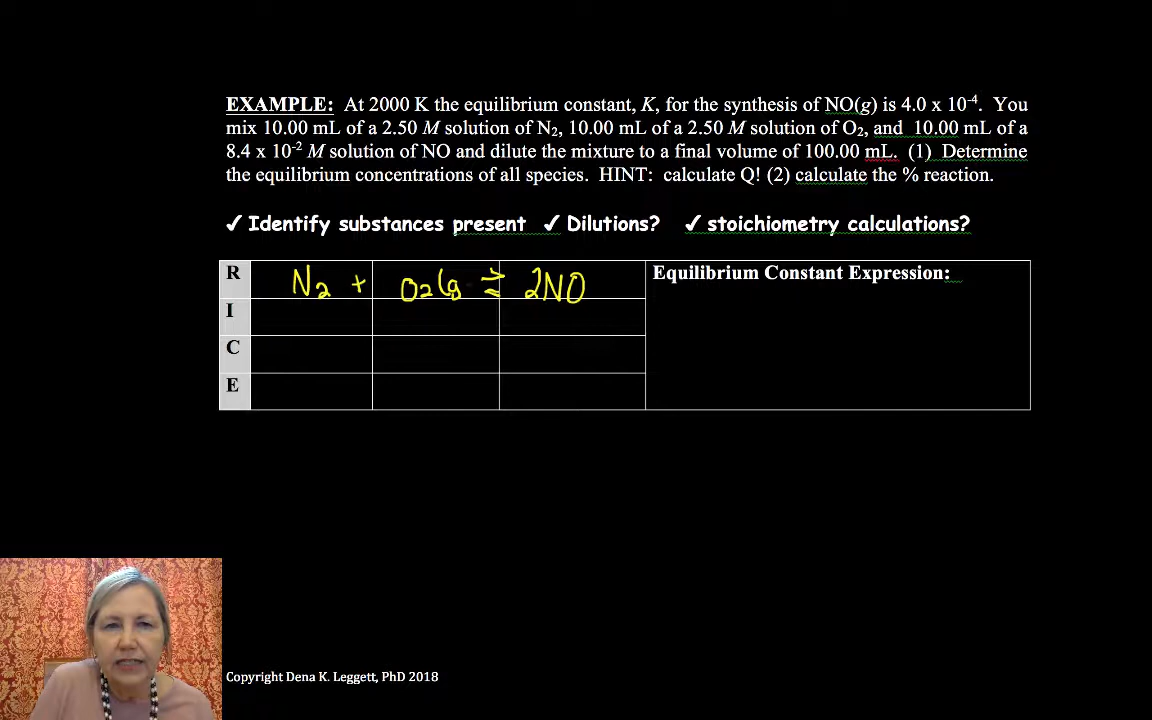 EXAMPLE: At 2000 K the equilibrium constant, K, for the synthesis of NO(g) is 4.0 x 10⁻⁴. You
mix 10.00 mL of a 2.50 M solution of N₂, 10.00 mL of a 2.50 M solution of O₂, and 10.00 mL of a
8.4 x 10⁻² M solution of NO and dilute the mixture to a final volume of 100.00 mL. (1) Determine
the equilibrium concentrations of all species. HINT: calculate Q! (2) calculate the % reaction.
✓ Identify substances present ✓ Dilutions? ✓ stoichiometry calculations?
R N₂ + O₂(g ⇌ 2NO Equilibrium Constant Expression:
I
C
E
Copyright Dena K. Leggett, PhD 2018